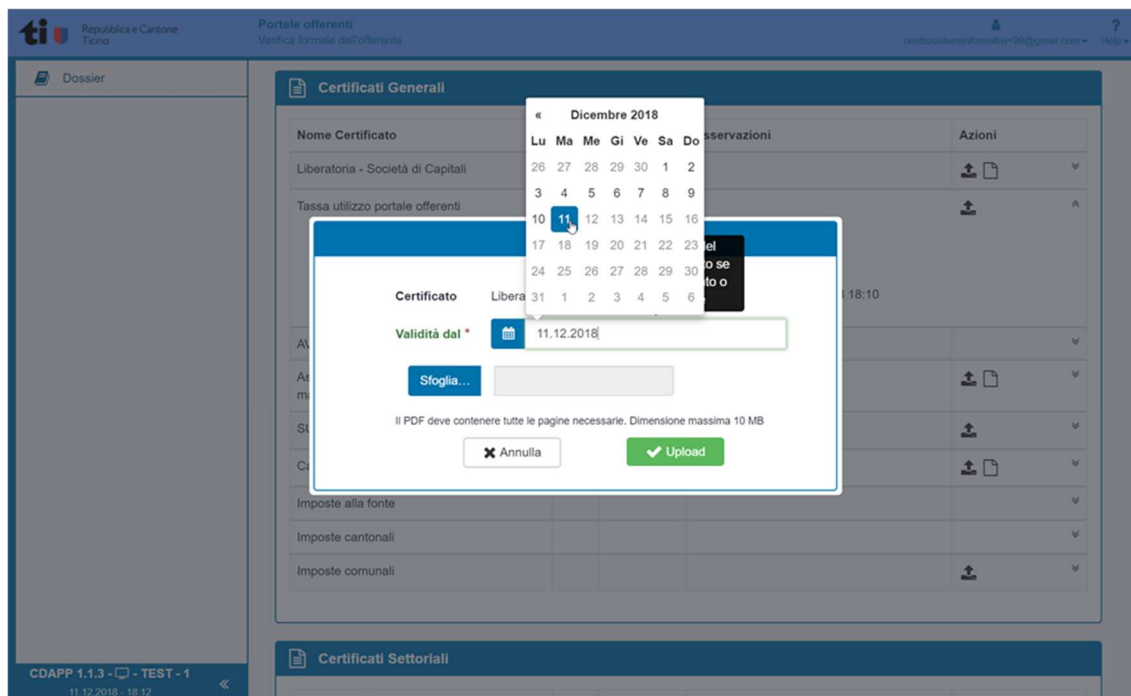 ti
Repubblica e Cantone
Ticino
Portale offerenti
Verifica formale dell'offerente
?
Help
Dossier
Certificati Generali
Nome Certificato
Azioni
Liberatoria - Società di Capitali
Tassa utilizzo portale offerenti
« Dicembre 2018
Lu Ma Me Gi Ve Sa Do
26 27 28 29 30 1 2
3 4 5 6 7 8 9
10 11 12 13 14 15 16
17 18 19 20 21 22 23
24 25 26 27 28 29 30
31 1 2 3 4 5 6
o se
o
18:10
Certificato
Validità dal *
11.12.2018
Sfoglia...
Il PDF deve contenere tutte le pagine necessarie. Dimensione massima 10 MB
Annulla
Upload
Imposte alla fonte
Imposte cantonali
Imposte comunali
Certificati Settoriali
CDAPP 1.1.3 - - TEST - 1
11.12.2018 - 18:12
«